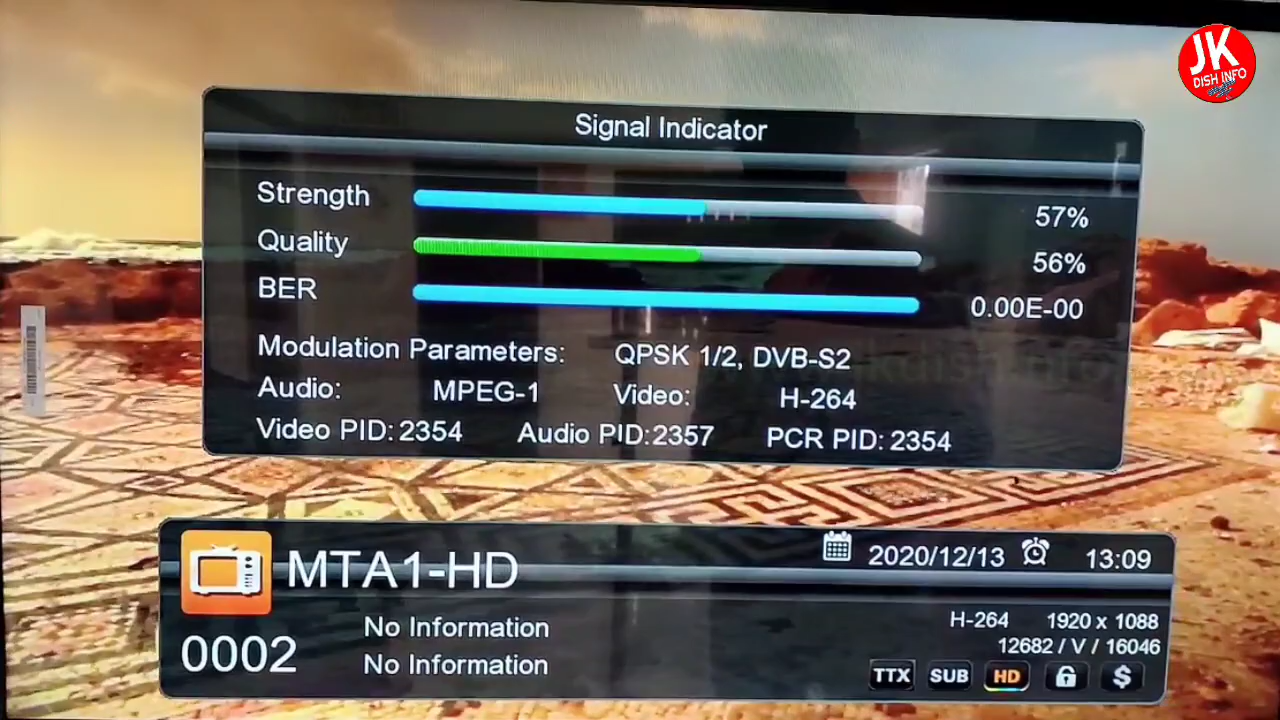 JK
DISH INFO
Signal Indicator
Strength 57%
Quality 56%
BER 0.00E-00
Modulation Parameters: QPSK 1/2, DVB-S2
Audio: MPEG-1 Video: H-264
Video PID: 2354 Audio PID:2357 PCR PID: 2354
MTA1-HD 2020/12/13 13:09
No Information H-264 1920 x 1088
0002 12682 / V / 16046
No Information TTX SUB HD $